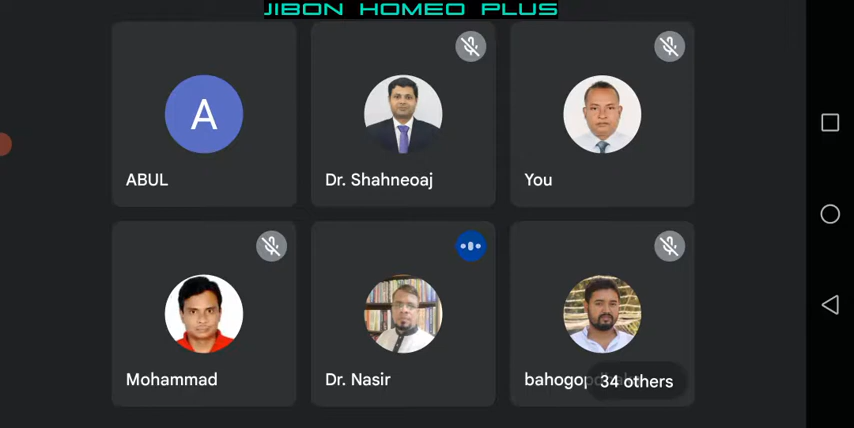 JIBON HOMEO PLUS
A
ABUL
Dr. Shahneoaj
You
Mohammad
Dr. Nasir
34 others